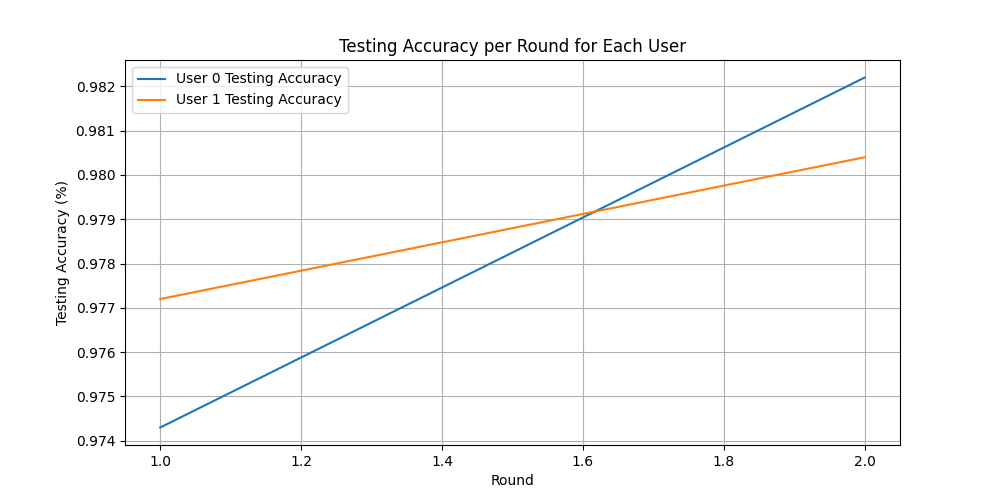 Testing Accuracy per Round for Each User
User 0 Testing Accuracy
User 1 Testing Accuracy
Testing Accuracy (%)
0.982
0.981
0.980
0.979
0.978
0.977
0.976
0.975
0.974
1.0 1.2 1.4 1.6 1.8 2.0
Round